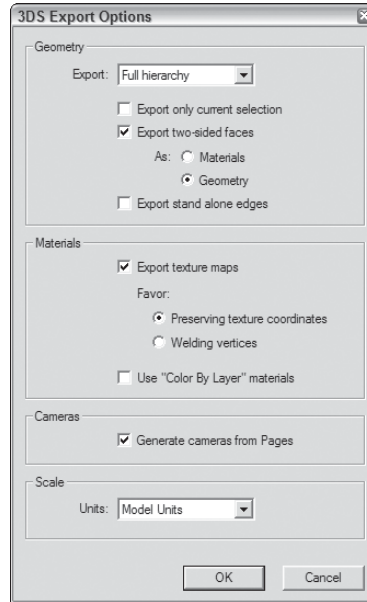 3DS Export Options
Geometry
Export: Full hierarchy
Export only current selection
Export two-sided faces
As: Materials
Geometry
Export stand alone edges
Materials
Export texture maps
Favor:
Preserving texture coordinates
Welding vertices
Use "Color By Layer" materials
Cameras
Generate cameras from Pages
Scale
Units: Model Units
OK Cancel